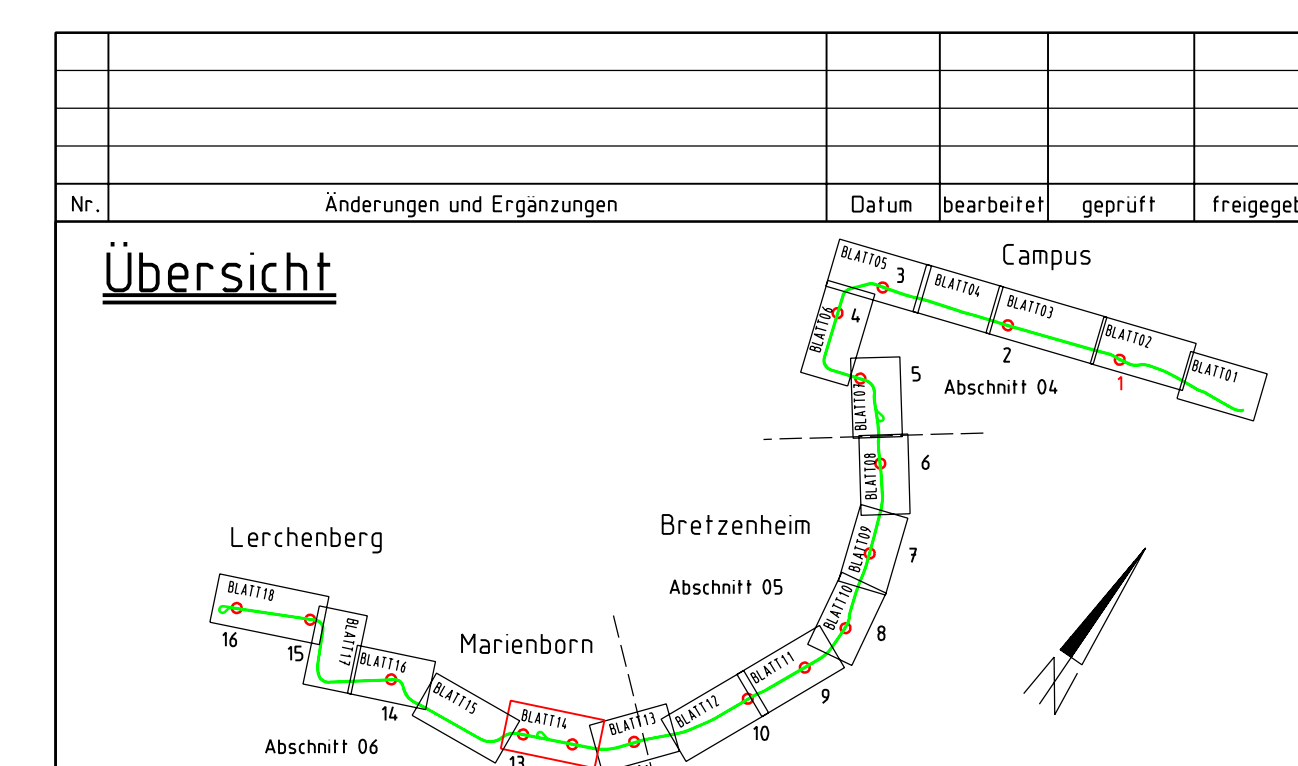 Nr. Änderungen und Ergänzungen Datum bearbeitet geprüft freigegeb
Übersicht
Campus
BLATT05
3
BLATT04
BLATT03
BLATT02
BLATT01
BLATT06
4
2
1
5
Abschnitt 04
BLATT07
6
BLATT08
Bretzenheim
Lerchenberg
7
BLATT09
Abschnitt 05
BLATT10
8
BLATT18
16
15
BLATT17
Marienborn
BLATT16
BLATT11
9
BLATT15
14
BLATT14
BLATT13
BLATT12
10
Abschnitt 06
13